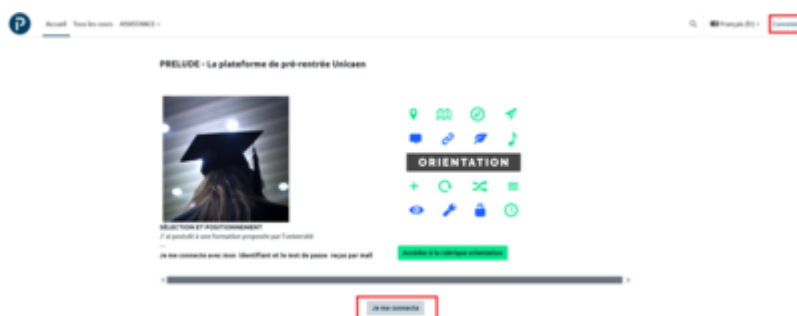 Accueil Tous les cours ASSISTANCE
Français (fr)
Connexion
PRELUDE - La plateforme de pré-rentrée Unicaen
ORIENTATION
SÉLECTION ET POSITIONNEMENT
J'ai postulé à une formation proposée par l'université
---
Je me connecte avec mon identifiant et le mot de passe reçus par mail
Accédez à la rubrique orientation
Je me connecte